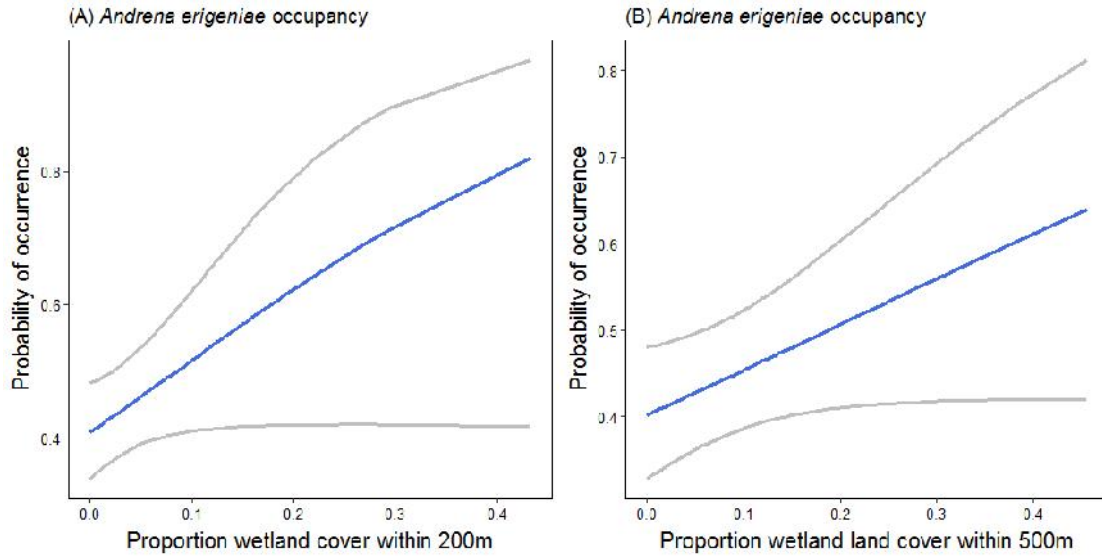 (A) Andrena erigeniae occupancy
Probability of occurrence
0.8
0.6
0.4
0.0 0.1 0.2 0.3 0.4
Proportion wetland cover within 200m
(B) Andrena erigeniae occupancy
Probability of occurrence
0.8
0.7
0.6
0.5
0.4
0.0 0.1 0.2 0.3 0.4
Proportion wetland land cover within 500m